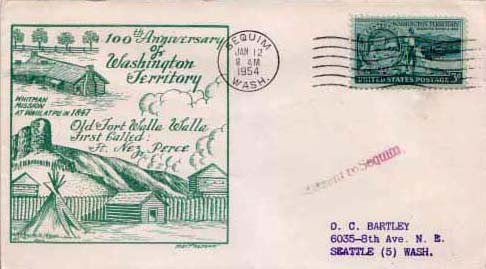 100th Anniversary
of
Washington
Territory
WHITMAN
MISSION
AT WAIILATPU IN 1847
Old Fort Walla Walla
First Called:
Ft. Nez Perce
SEQUIM
JAN 12
8 AM
1954
WASH.
WASHINGTON TERRITORY
UNITED STATES POSTAGE 3¢
to Sequim
O. C. BARTLEY
6035-8th Ave. N. E.
SEATTLE (5) WASH.